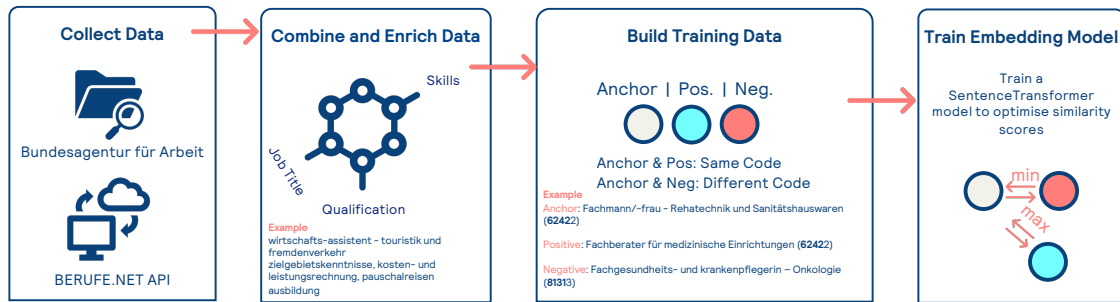 Collect Data
Bundesagentur für Arbeit
BERUFE.NET API
Combine and Enrich Data
Skills
Job Title
Qualification
Example
wirtschafts-assistent - touristik und
fremdenverkehr
zielgebietskenntnisse, kosten- und
leistungsrechnung, pauschalreisen
ausbildung
Build Training Data
Anchor | Pos. | Neg.
Anchor & Pos: Same Code
Anchor & Neg: Different Code
Example
Anchor: Fachmann/-frau - Rehatechnik und Sanitätshauswaren
(62422)
Positive: Fachberater für medizinische Einrichtungen (62422)
Negative: Fachgesundheits- und krankenpflegerin – Onkologie
(81313)
Train Embedding Model
Train a
SentenceTransformer
model to optimise similarity
scores
min
max